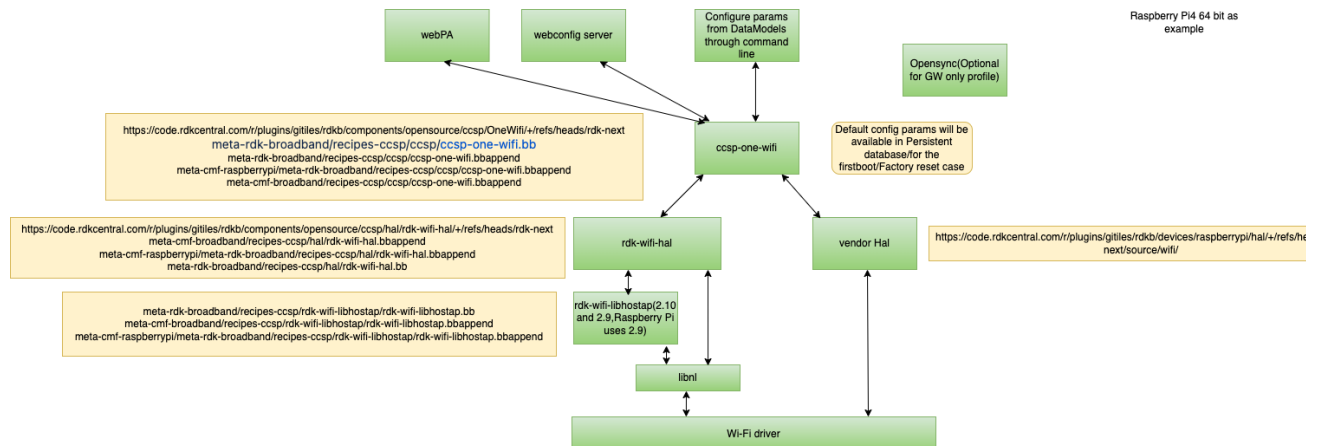 webPA
webconfig server
Configure params
from DataModels
through command
line
Raspberry Pi4 64 bit as
example
Opensync(Optional
for GW only profile)
https://code.rdkcentral.com/r/plugins/gitiles/rdkb/components/opensource/ccsp/OneWifi/+/refs/heads/rdk-next
meta-rdk-broadband/recipes-ccsp/ccsp/ccsp-one-wifi.bb
meta-rdk-broadband/recipes-ccsp/ccsp/ccsp-one-wifi.bbappend
meta-cmf-raspberrypi/meta-rdk-broadband/recipes-ccsp/ccsp/ccsp-one-wifi.bbappend
meta-cmf-broadband/recipes-ccsp/ccsp/ccsp-one-wifi.bbappend
ccsp-one-wifi
Default config params will be
available in Persistent
database/for the
firstboot/Factory reset case
https://code.rdkcentral.com/r/plugins/gitiles/rdkb/components/opensource/ccsp/hal/rdk-wifi-hal/+/refs/heads/rdk-next
meta-cmf-broadband/recipes-ccsp/hal/rdk-wifi-hal.bbappend
meta-cmf-raspberrypi/meta-rdk-broadband/recipes-ccsp/hal/rdk-wifi-hal.bbappend
meta-rdk-broadband/recipes-ccsp/hal/rdk-wifi-hal.bb
rdk-wifi-hal
vendor Hal
https://code.rdkcentral.com/r/plugins/gitiles/rdkb/devices/raspberrypi/hal/+/refs/he
next/source/wifi/
meta-rdk-broadband/recipes-ccsp/rdk-wifi-libhostap/rdk-wifi-libhostap.bb
meta-cmf-broadband/recipes-ccsp/rdk-wifi-libhostap/rdk-wifi-libhostap.bbappend
meta-cmf-raspberrypi/meta-rdk-broadband/recipes-ccsp/rdk-wifi-libhostap/rdk-wifi-libhostap.bbappend
rdk-wifi-libhostap(2.10
and 2.9,Raspberry Pi
uses 2.9)
libnl
Wi-Fi driver